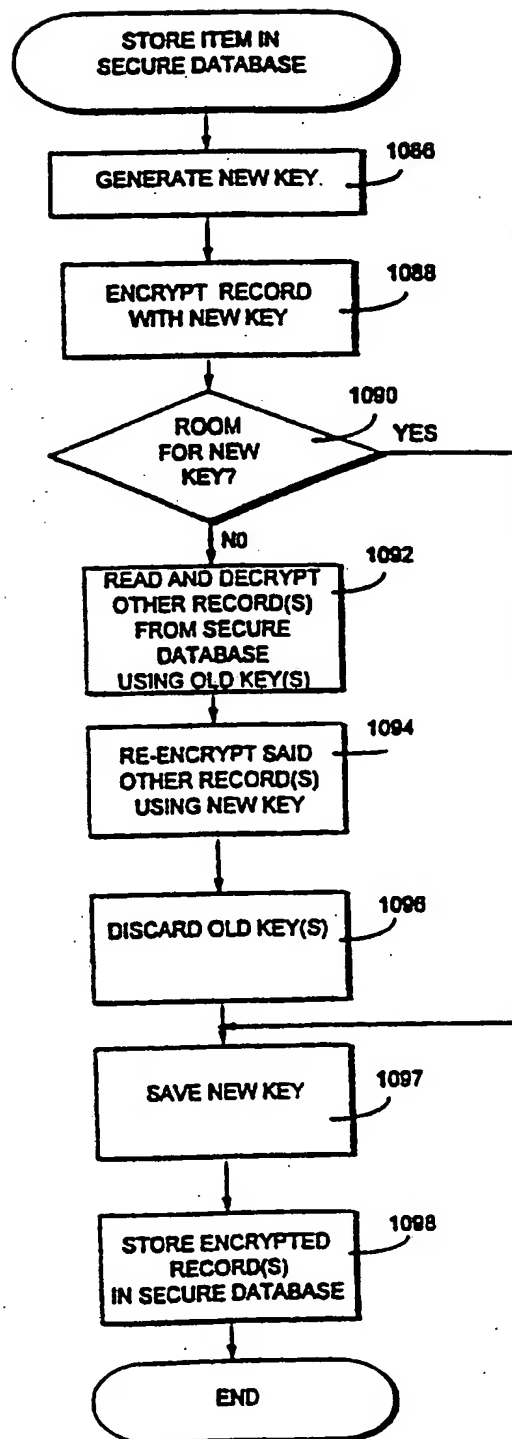 STORE ITEM IN
SECURE DATABASE
GENERATE NEW KEY.
1086
ENCRYPT RECORD
WITH NEW KEY
1088
ROOM
FOR NEW
KEY?
1090
YES
NO
READ AND DECRYPT
OTHER RECORD(S)
FROM SECURE
DATABASE
USING OLD KEY(S)
1092
RE-ENCRYPT SAID
OTHER RECORD(S)
USING NEW KEY
1094
DISCARD OLD KEY(S)
1096
SAVE NEW KEY
1097
STORE ENCRYPTED
RECORD(S)
IN SECURE DATABASE
1098
END